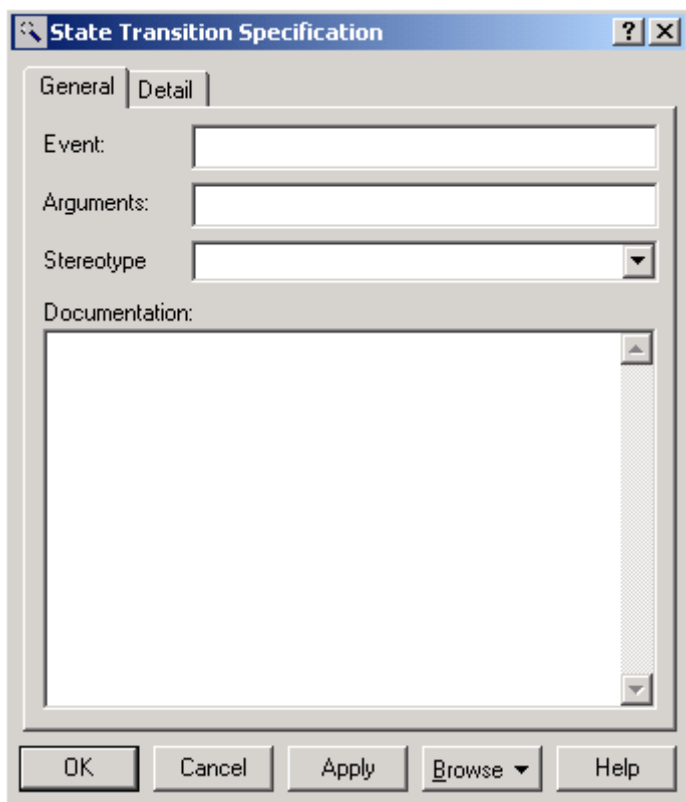 State Transition Specification
General Detail
Event:
Arguments:
Stereotype
Documentation:
OK Cancel Apply Browse Help